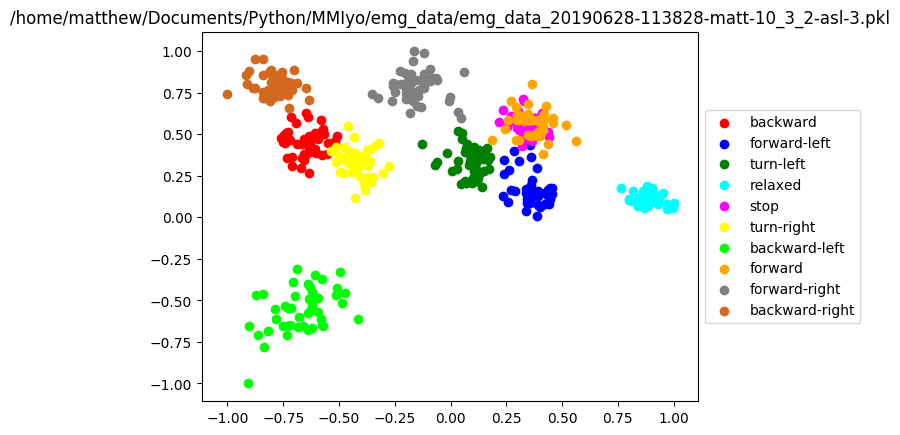 /home/matthew/Documents/Python/MMIyo/emg_data/emg_data_20190628-113828-matt-10_3_2-asl-3.pkl
1.00
0.75
0.50
0.25
0.00
−0.25
−0.50
−0.75
−1.00
−1.00 −0.75 −0.50 −0.25 0.00 0.25 0.50 0.75 1.00
backward
forward-left
turn-left
relaxed
stop
turn-right
backward-left
forward
forward-right
backward-right